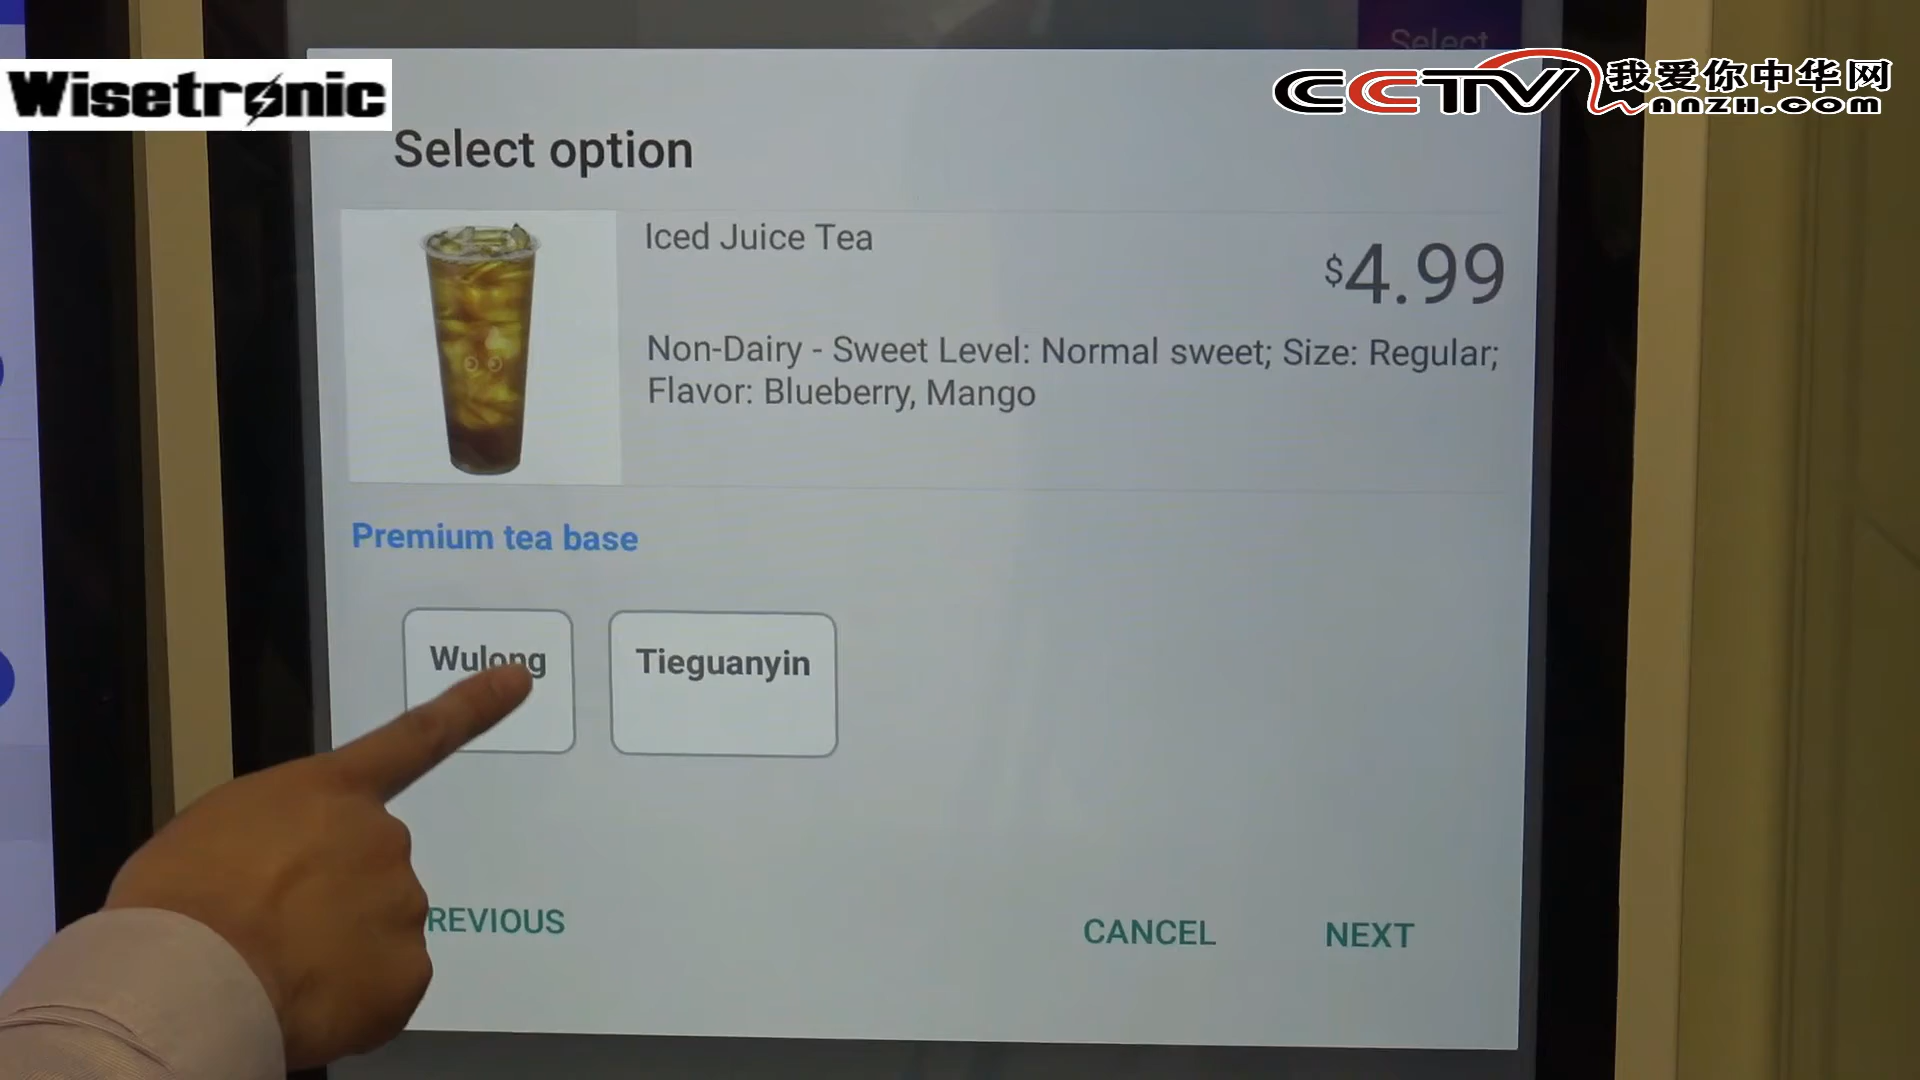 Select
Wisetronic
CCTV 我爱你中华网
WANZH.COM
Select option
Iced Juice Tea
$4.99
Non-Dairy - Sweet Level: Normal sweet; Size: Regular;
Flavor: Blueberry, Mango
Premium tea base
Wulong
Tieguanyin
REVIOUS
CANCEL
NEXT